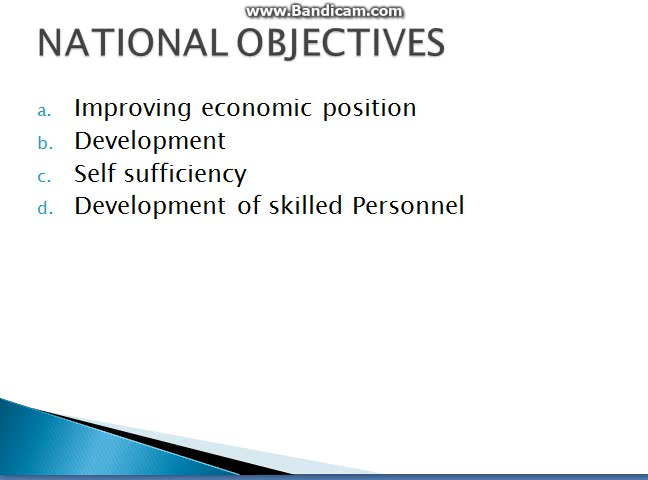 www.Bandicam.com
NATIONAL OBJECTIVES
a. Improving economic position
b. Development
c. Self sufficiency
d. Development of skilled Personnel